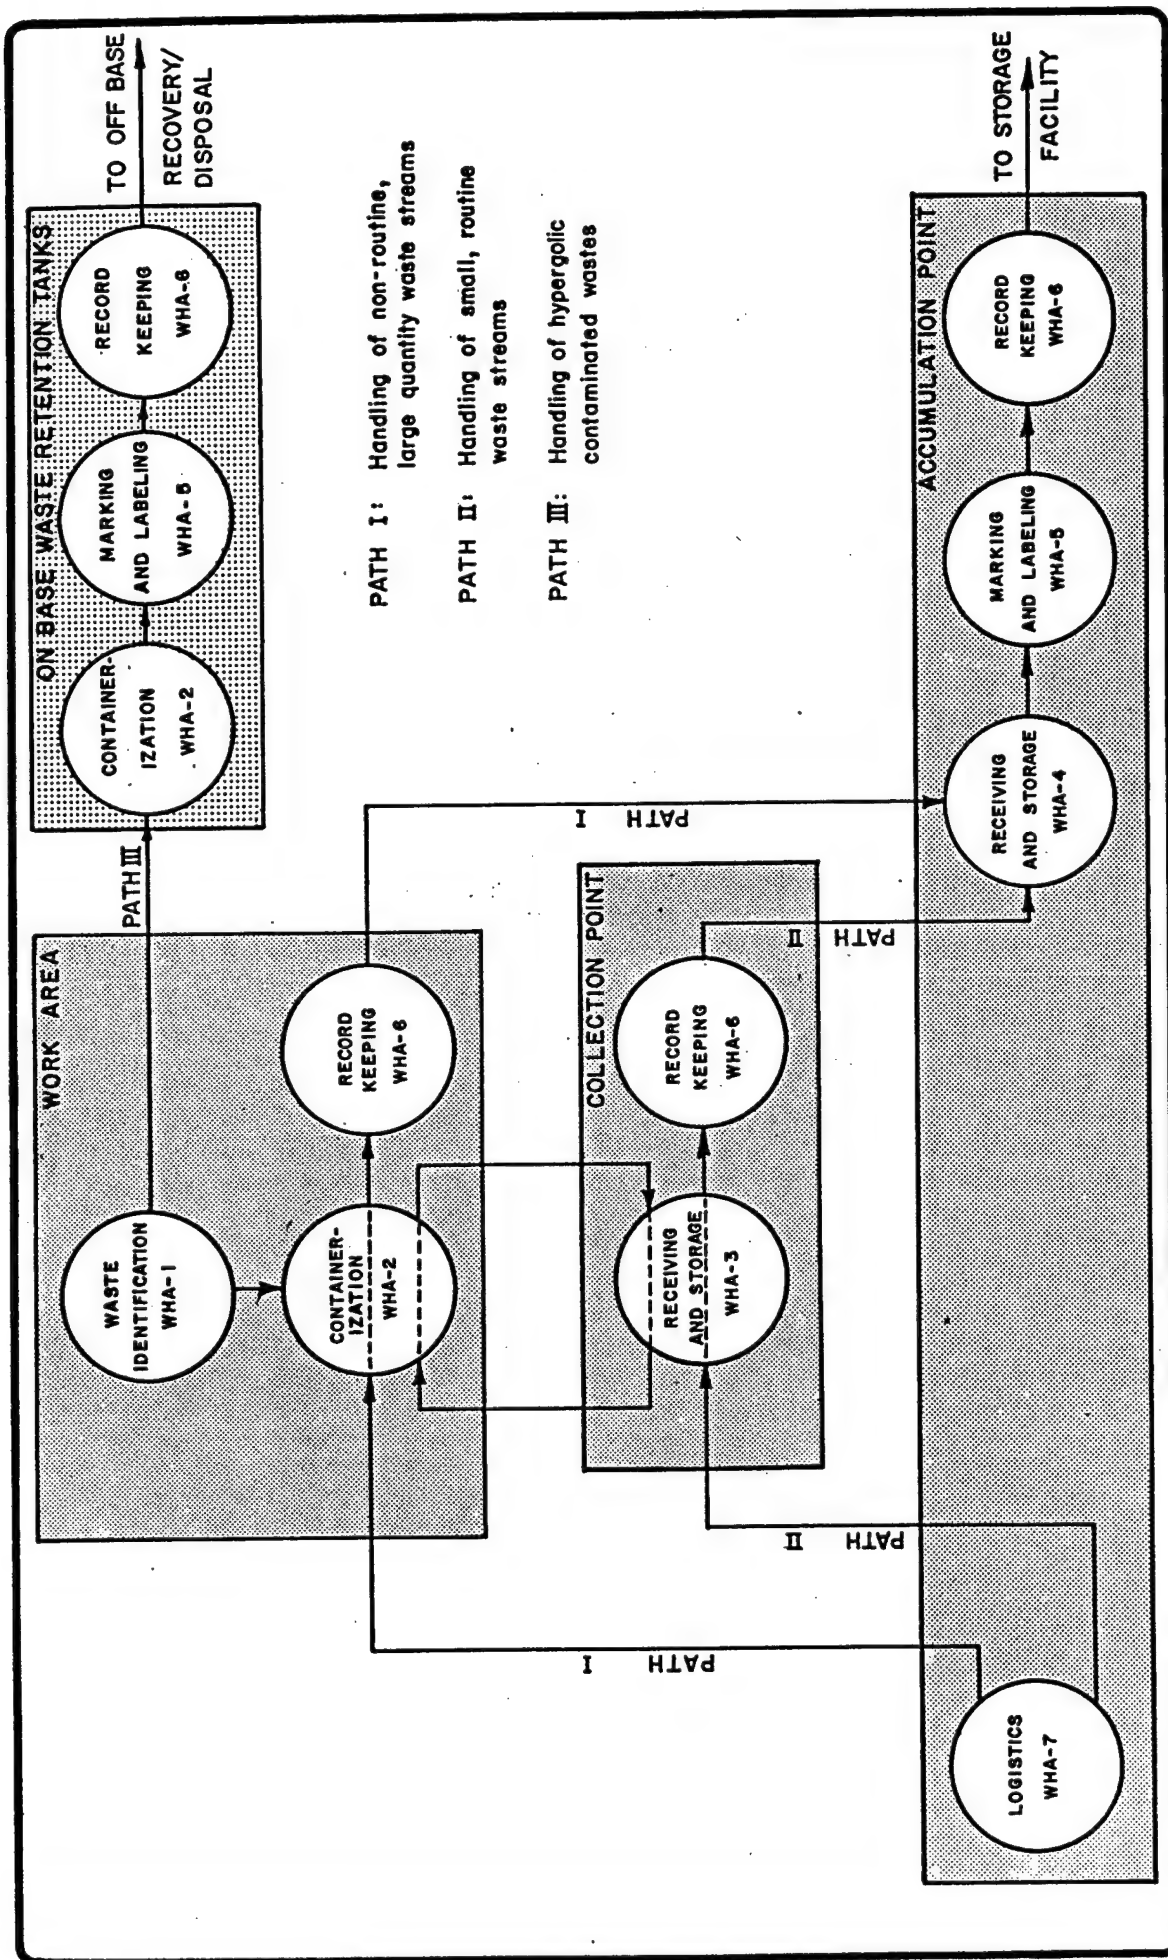 WORK AREA
WASTE
IDENTIFICATION
WHA-1
CONTAINER-
IZATION
WHA-2
RECORD
KEEPING
WHA-6
PATH III
ON BASE WASTE RETENTION TANKS
CONTAINER-
IZATION
WHA-2
MARKING
AND LABELING
WHA-5
RECORD
KEEPING
WHA-6
TO OFF BASE
RECOVERY/
DISPOSAL
PATH I: Handling of non-routine,
large quantity waste streams
PATH II: Handling of small, routine
waste streams
PATH III: Handling of hypergolic
contaminated wastes
COLLECTION POINT
RECEIVING
AND STORAGE
WHA-3
RECORD
KEEPING
WHA-6
PATH I
PATH II
PATH I
PATH II
ACCUMULATION POINT
LOGISTICS
WHA-7
RECEIVING
AND STORAGE
WHA-4
MARKING
AND LABELING
WHA-5
RECORD
KEEPING
WHA-6
TO STORAGE
FACILITY